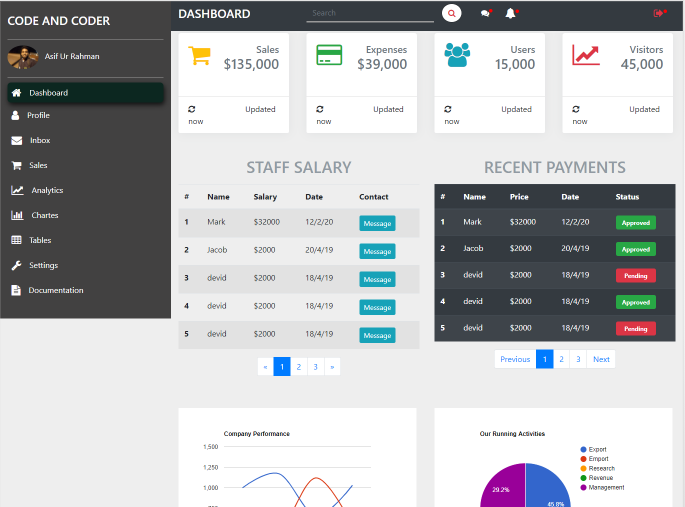 CODE AND CODER
Asif Ur Rahman
Dashboard
Profile
Inbox
Sales
Analytics
Chartes
Tables
Settings
Documentation
DASHBOARD
Search
Sales
$135,000
Updated
now
Expenses
$39,000
Updated
now
Users
15,000
Updated
now
Visitors
45,000
Updated
now
STAFF SALARY
# Name Salary Date Contact
1 Mark $32000 12/2/20 Message
2 Jacob $2000 20/4/19 Message
3 devid $2000 18/4/19 Message
4 devid $2000 18/4/19 Message
5 devid $2000 18/4/19 Message
« 1 2 3 »
RECENT PAYMENTS
# Name Price Date Status
1 Mark $32000 12/2/20 Approved
2 Jacob $2000 20/4/19 Approved
3 devid $2000 18/4/19 Pending
4 devid $2000 18/4/19 Approved
5 devid $2000 18/4/19 Pending
Previous 1 2 3 Next
Company Performance
1,500
1,250
1,000
Our Running Activities
29.2%
45.8%
Export
Emport
Research
Revenue
Management